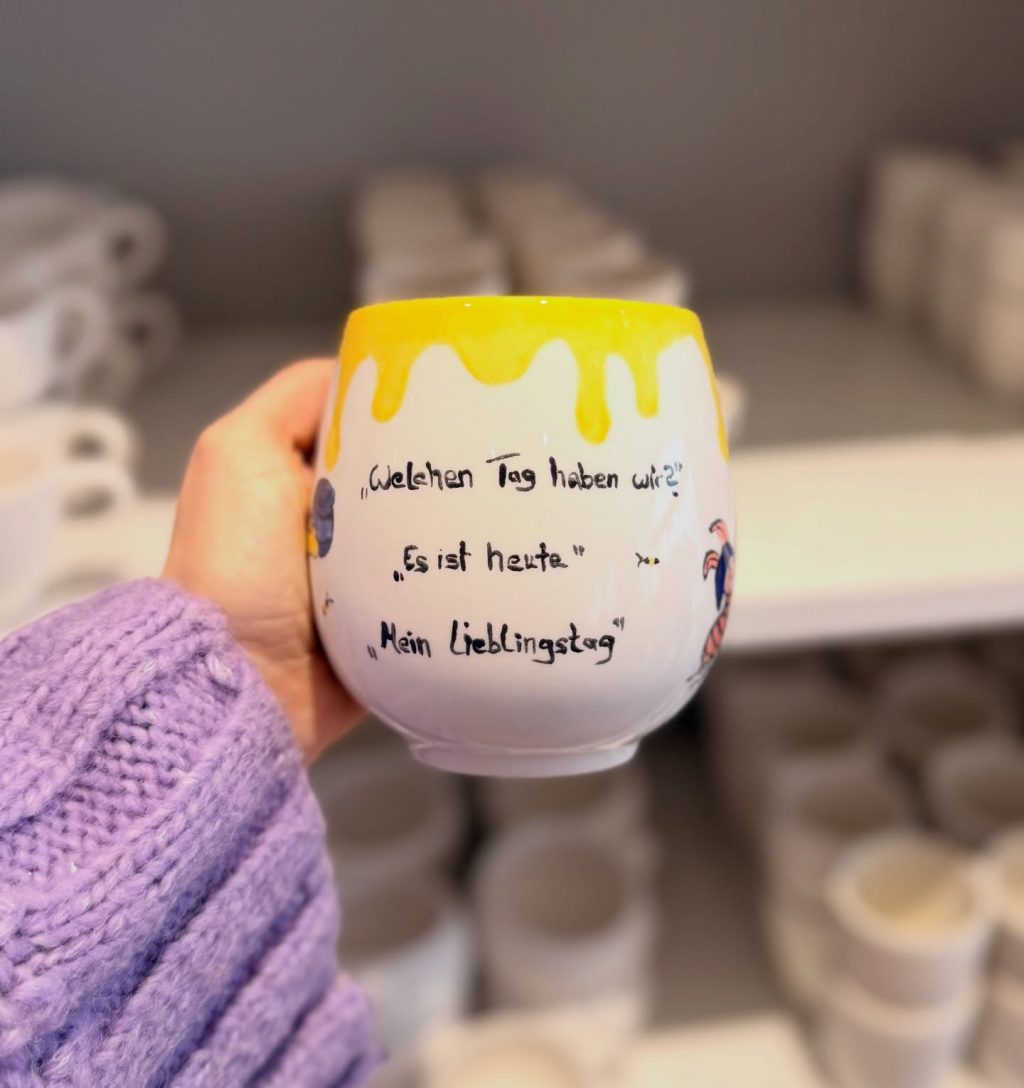 „Welchen Tag haben wir?"
„Es ist heute"
„Mein Lieblingstag"